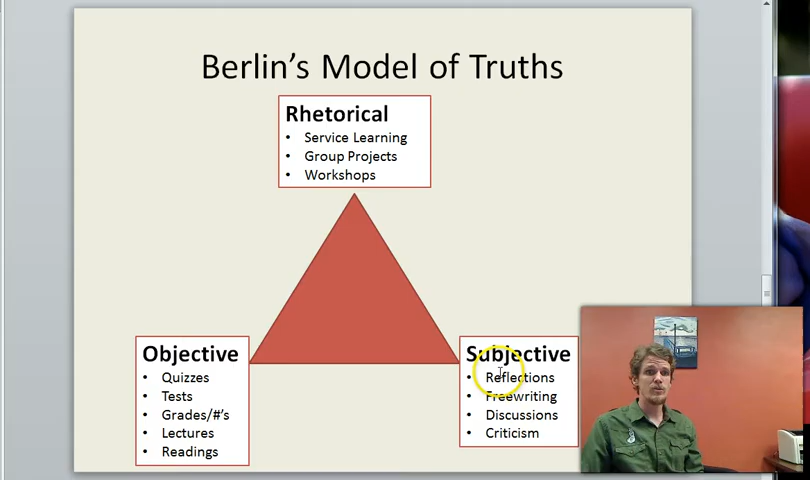 Berlin's Model of Truths
Rhetorical
• Service Learning
• Group Projects
• Workshops
Objective
• Quizzes
• Tests
• Grades/#'s
• Lectures
• Readings
Subjective
• Reflections
• Freewriting
• Discussions
• Criticism